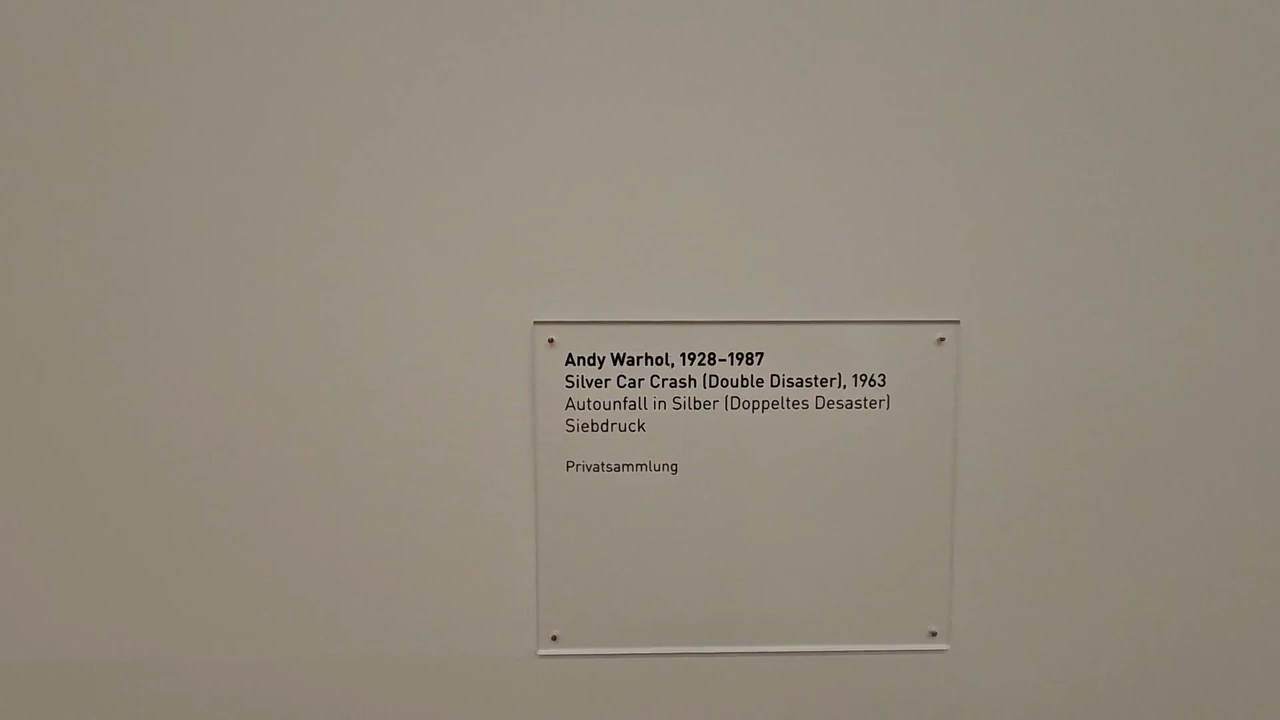 Andy Warhol, 1928–1987
Silver Car Crash (Double Disaster), 1963
Autounfall in Silber (Doppeltes Desaster)
Siebdruck
Privatsammlung